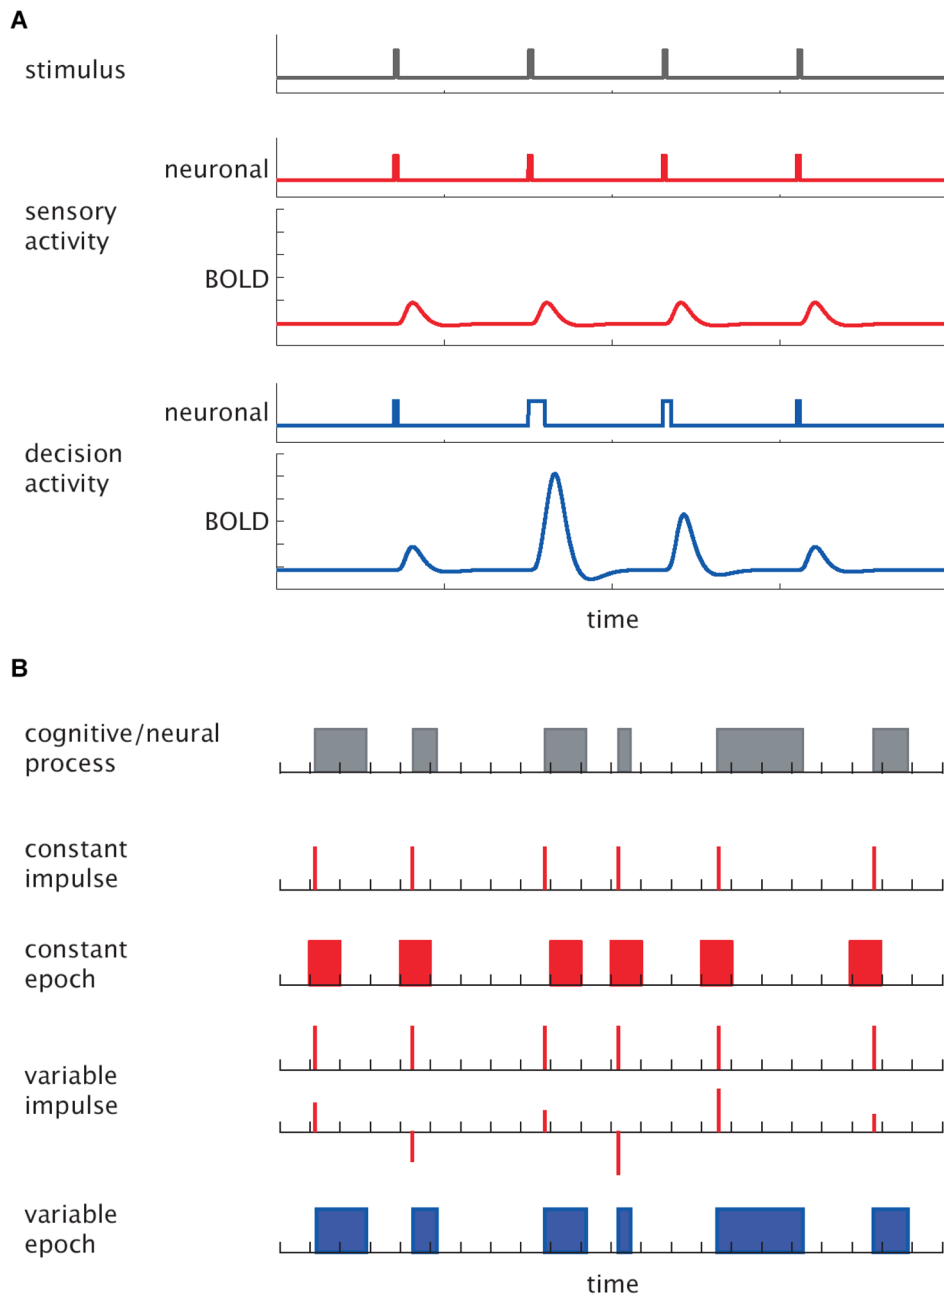 A
stimulus
neuronal
sensory
activity
BOLD
neuronal
decision
activity
BOLD
time
B
cognitive/neural
process
constant
impulse
constant
epoch
variable
impulse
variable
epoch
time